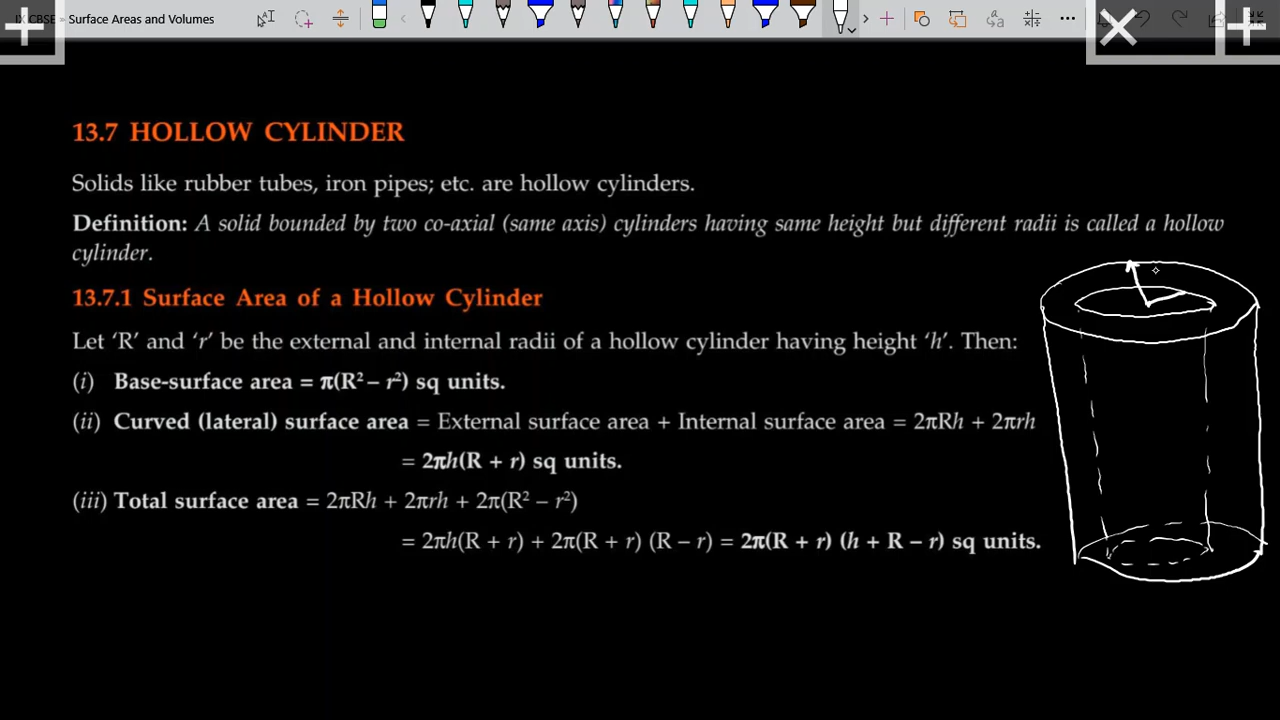 IX CBSE » Surface Areas and Volumes
13.7 HOLLOW CYLINDER
Solids like rubber tubes, iron pipes; etc. are hollow cylinders.
Definition: A solid bounded by two co-axial (same axis) cylinders having same height but different radii is called a hollow
cylinder.
13.7.1 Surface Area of a Hollow Cylinder
Let ‘R’ and ‘r’ be the external and internal radii of a hollow cylinder having height ‘h’. Then:
(i) Base-surface area = π(R² – r²) sq units.
(ii) Curved (lateral) surface area = External surface area + Internal surface area = 2πRh + 2πrh
= 2πh(R + r) sq units.
(iii) Total surface area = 2πRh + 2πrh + 2π(R² – r²)
= 2πh(R + r) + 2π(R + r) (R – r) = 2π(R + r) (h + R – r) sq units.